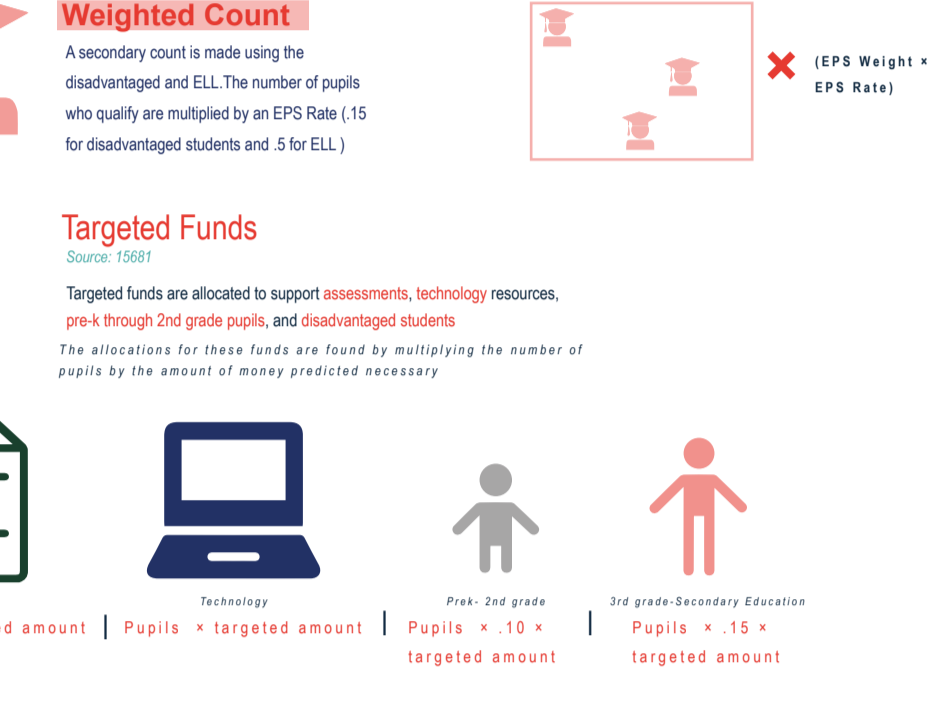 Weighted Count
A secondary count is made using the
disadvantaged and ELL.The number of pupils
who qualify are multiplied by an EPS Rate (.15
for disadvantaged students and .5 for ELL )
(EPS Weight ×
EPS Rate)
Targeted Funds
Source: 15681
Targeted funds are allocated to support assessments, technology resources,
pre-k through 2nd grade pupils, and disadvantaged students
The allocations for these funds are found by multiplying the number of
pupils by the amount of money predicted necessary
Technology
Prek- 2nd grade
3rd grade-Secondary Education
ed amount | Pupils × targeted amount | Pupils × .10 × | Pupils × .15 ×
targeted amount
targeted amount